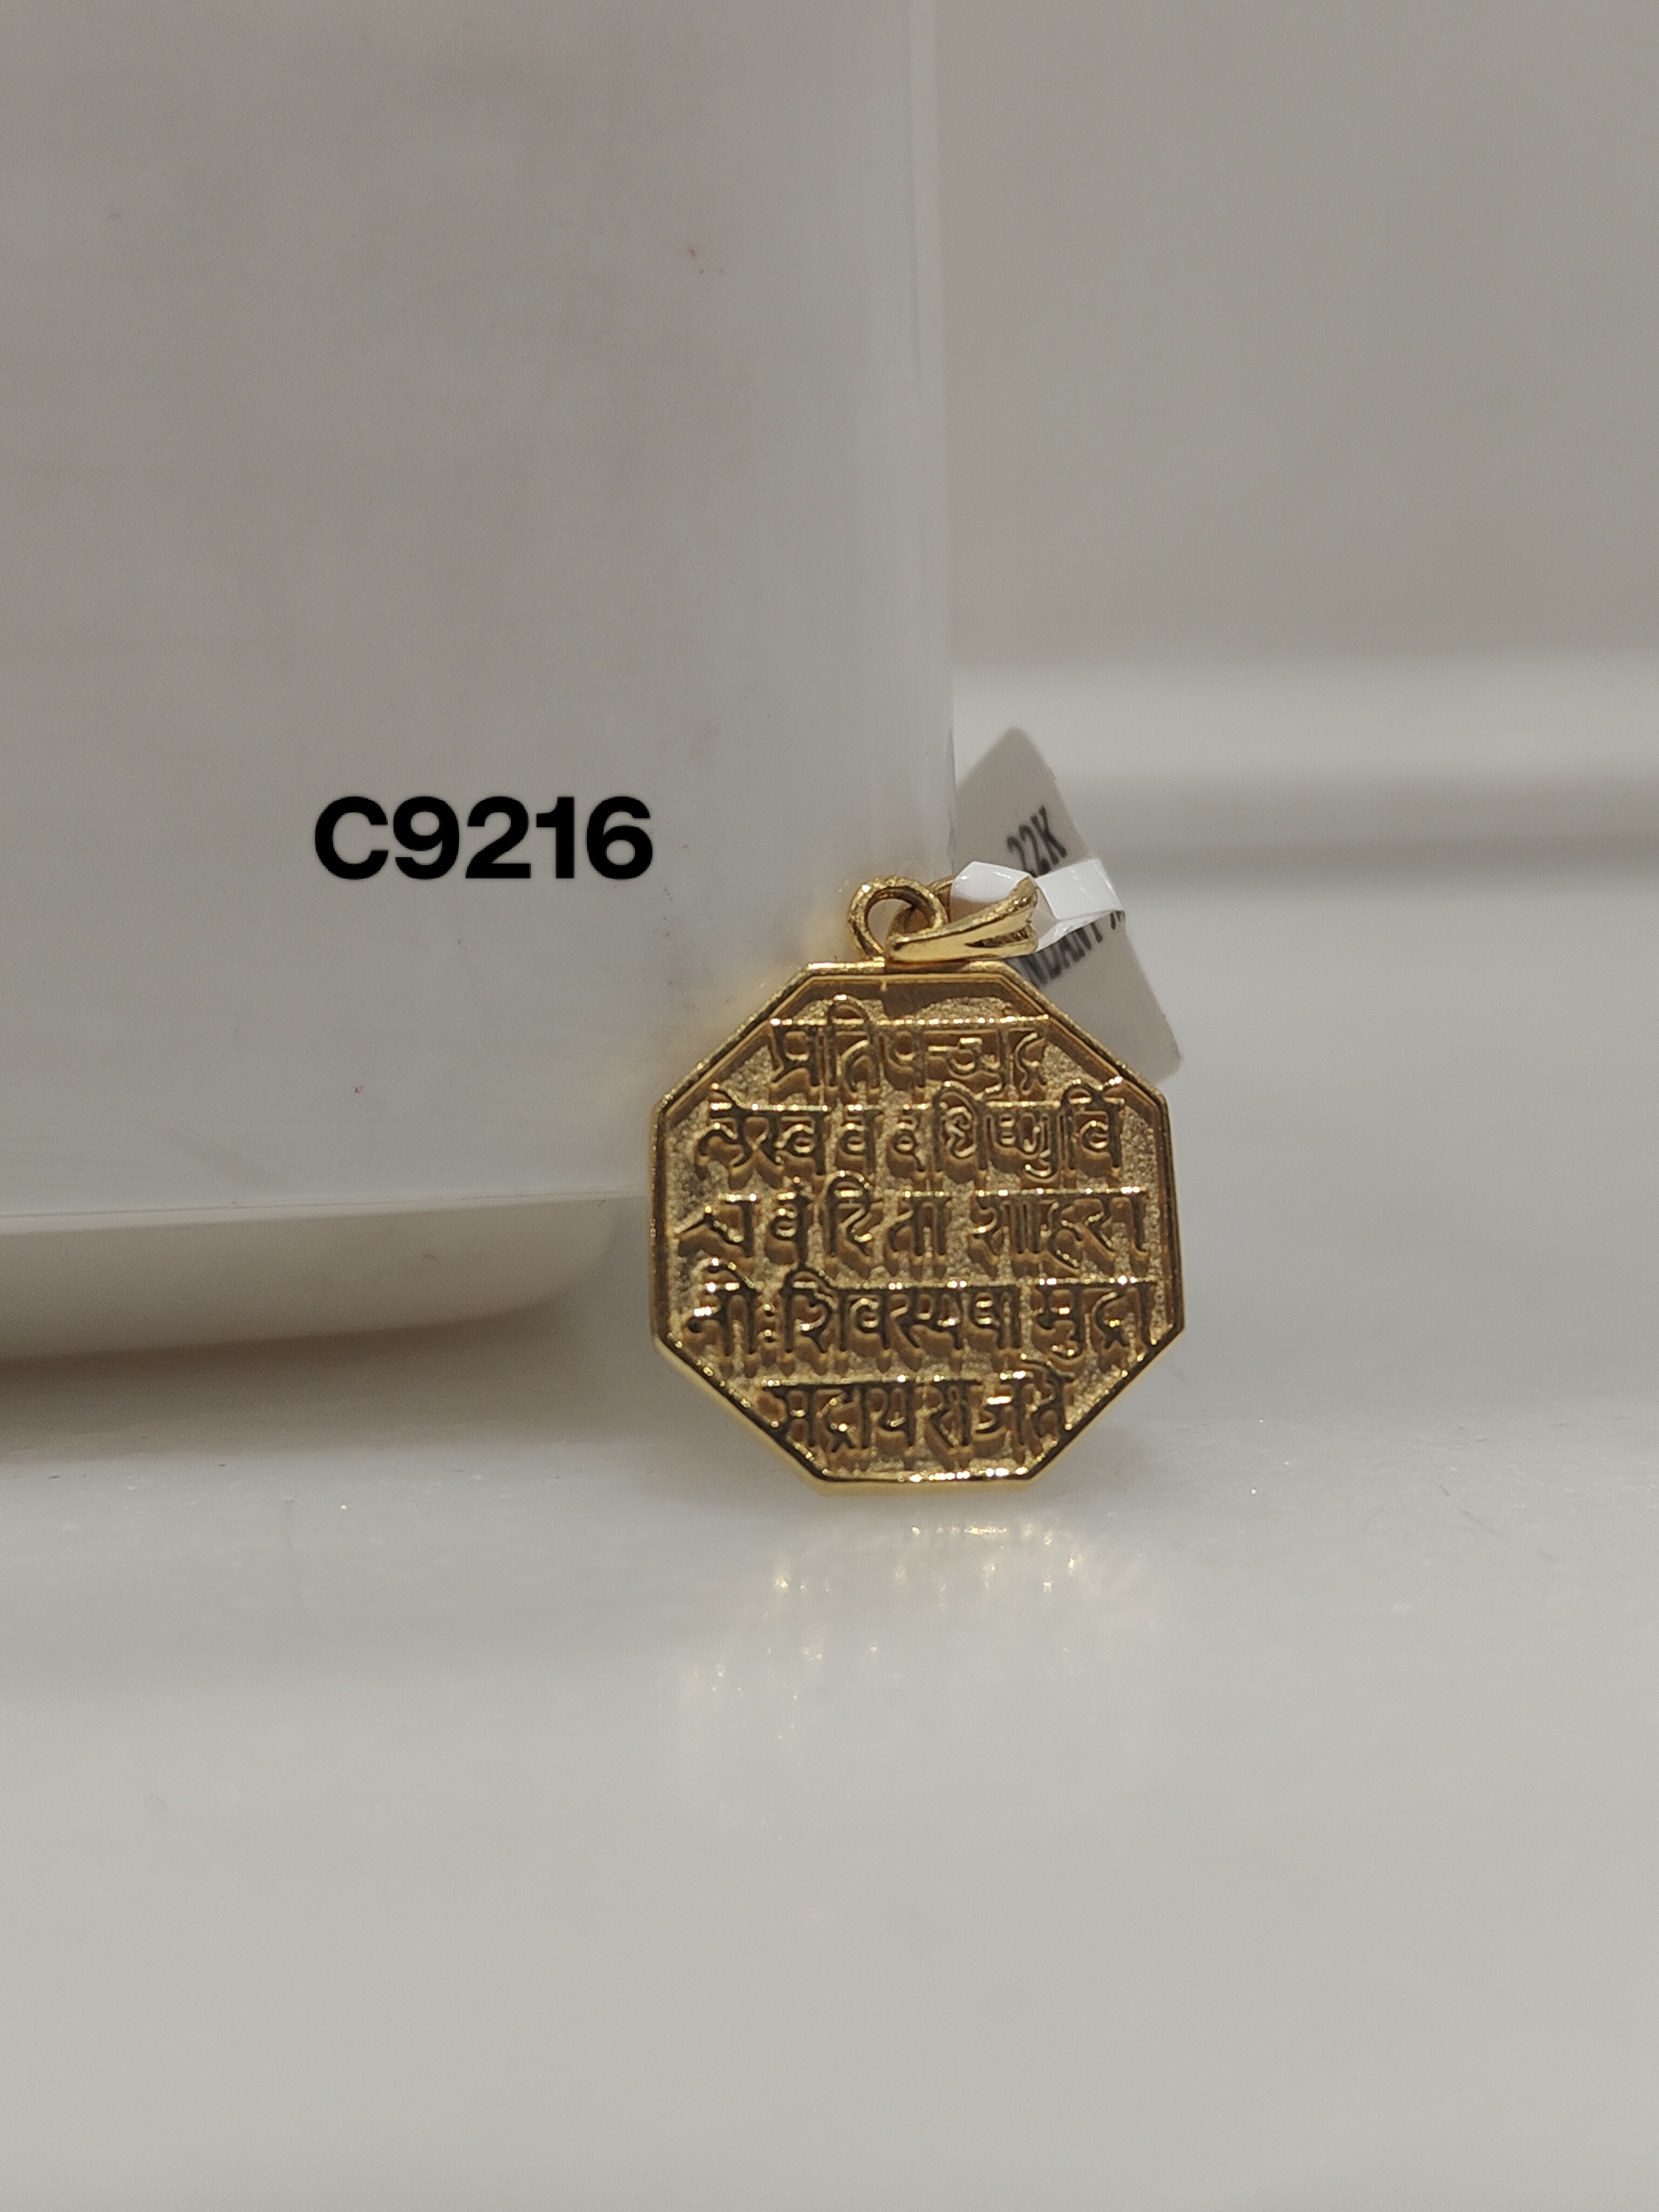 C9216
22K
प्रतिपच्चंद्र
लेखेव वर्धिष्णुर्वि
श्ववंदिता शाहसू
नोः शिवस्यैषा मुद्रा
भद्राय राजते